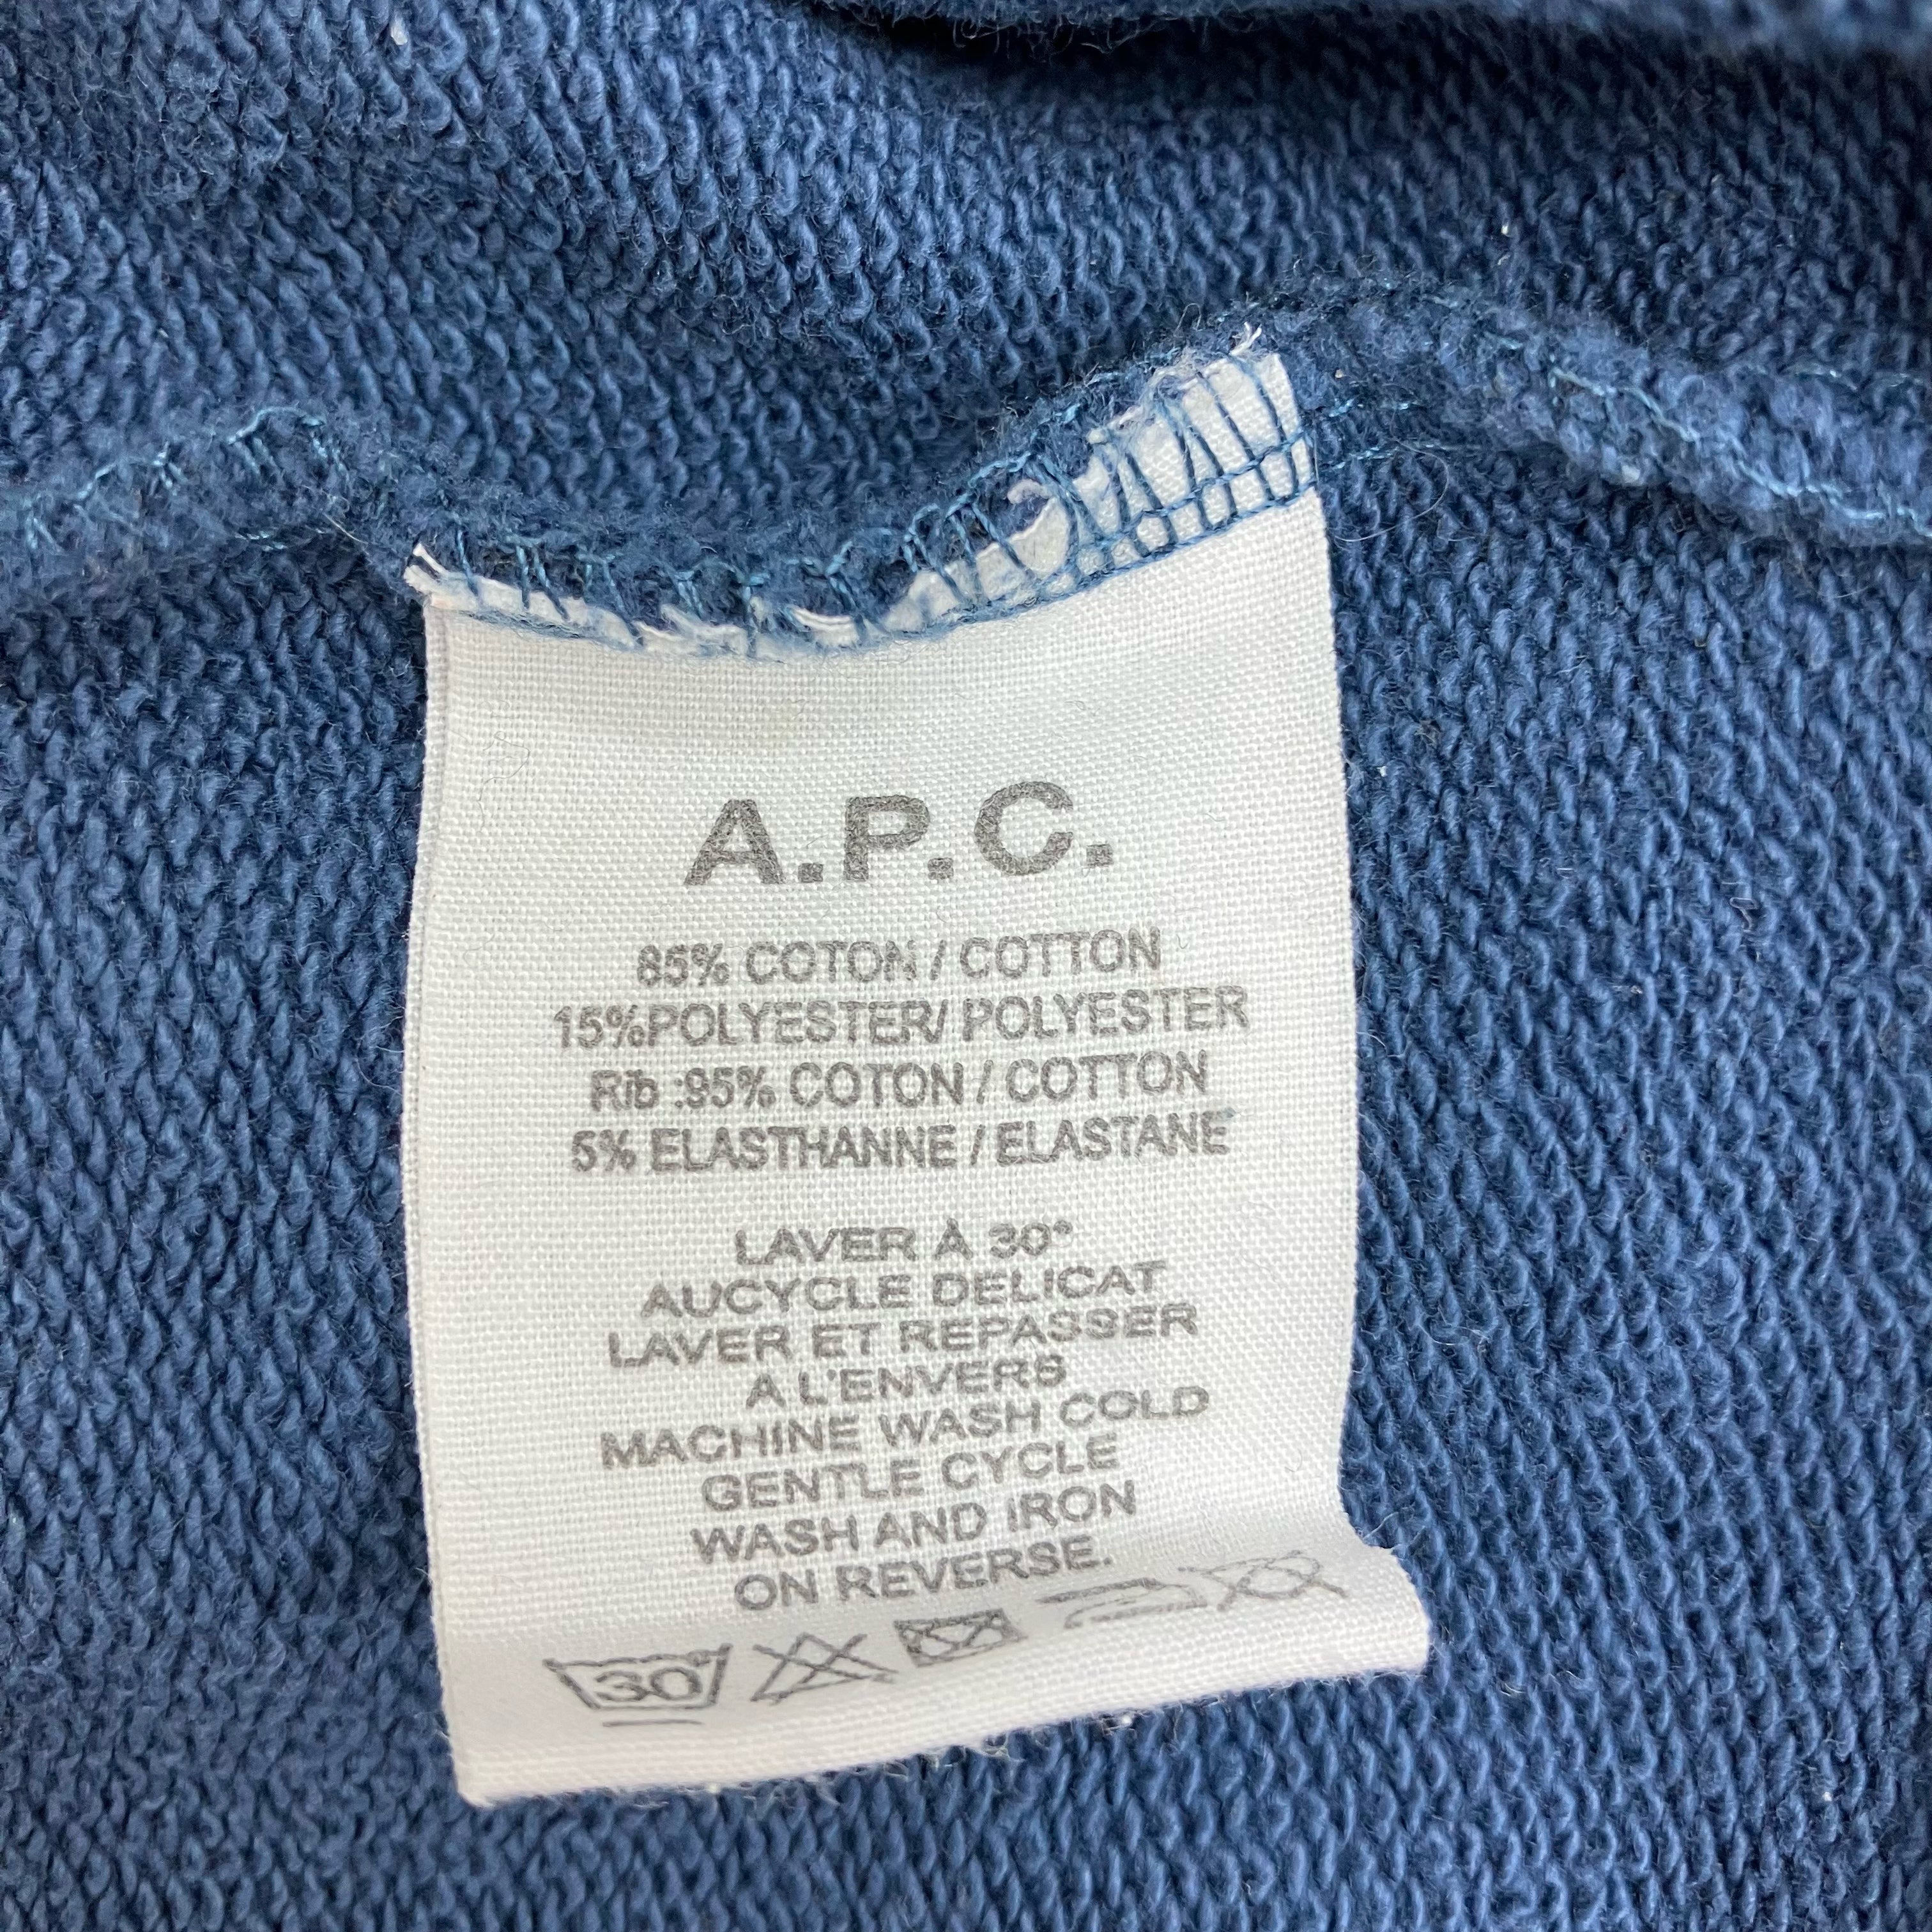 A.P.C.
85% COTON / COTTON
15%POLYESTER/ POLYESTER
Rib :95% COTON / COTTON
5% ELASTHANNE / ELASTANE
LAVER À 30°
AUCYCLE DELICAT
LAVER ET REPASSER
A L'ENVERS
MACHINE WASH COLD
GENTLE CYCLE
WASH AND IRON
ON REVERSE.
30°